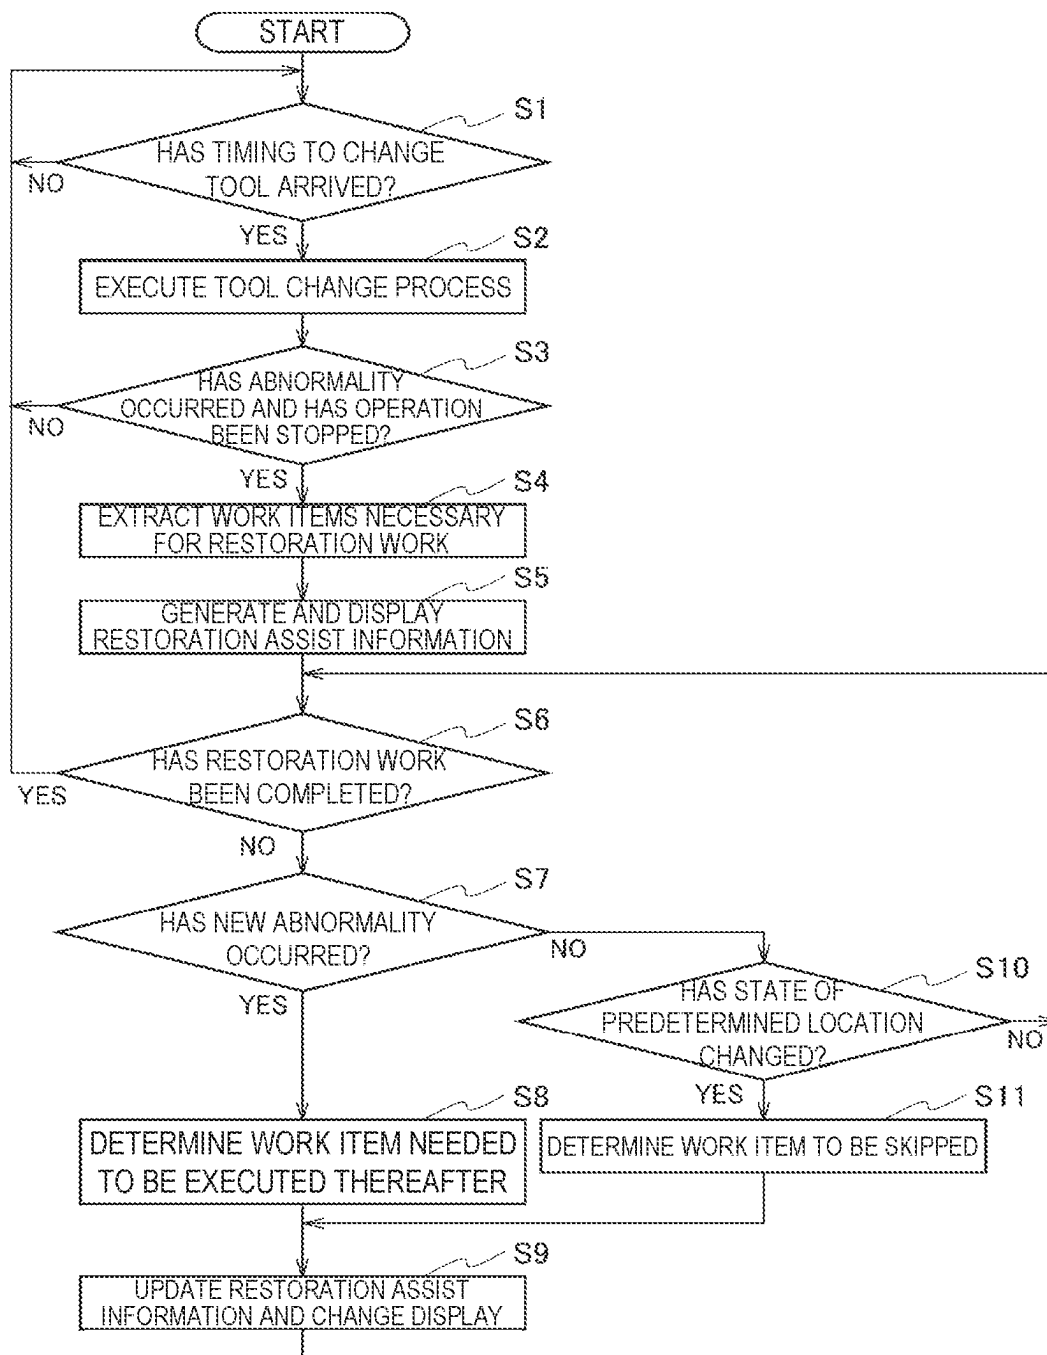 START
S1
HAS TIMING TO CHANGE
TOOL ARRIVED?
NO
YES
S2
EXECUTE TOOL CHANGE PROCESS
S3
HAS ABNORMALITY
OCCURRED AND HAS OPERATION
BEEN STOPPED?
NO
YES
S4
EXTRACT WORK ITEMS NECESSARY
FOR RESTORATION WORK
S5
GENERATE AND DISPLAY
RESTORATION ASSIST INFORMATION
S6
HAS RESTORATION WORK
BEEN COMPLETED?
YES
NO
S7
HAS NEW ABNORMALITY
OCCURRED?
NO
YES
S10
HAS STATE OF
PREDETERMINED LOCATION
CHANGED?
NO
YES
S8
DETERMINE WORK ITEM NEEDED
TO BE EXECUTED THEREAFTER
S11
DETERMINE WORK ITEM TO BE SKIPPED
S9
UPDATE RESTORATION ASSIST
INFORMATION AND CHANGE DISPLAY